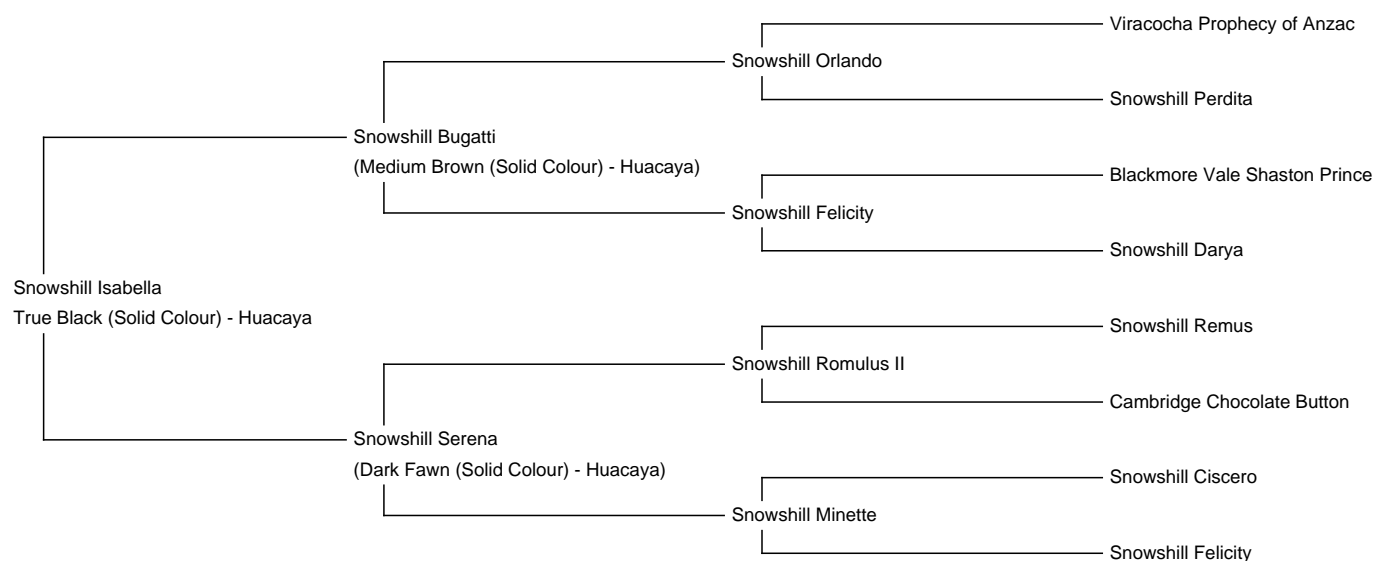 Viracocha Prophecy of Anzac
Snowshill Orlando
Snowshill Perdita
Snowshill Bugatti
(Medium Brown (Solid Colour) - Huacaya)
Blackmore Vale Shaston Prince
Snowshill Felicity
Snowshill Darya
Snowshill Isabella
True Black (Solid Colour) - Huacaya
Snowshill Remus
Snowshill Romulus II
Cambridge Chocolate Button
Snowshill Serena
(Dark Fawn (Solid Colour) - Huacaya)
Snowshill Ciscero
Snowshill Minette
Snowshill Felicity